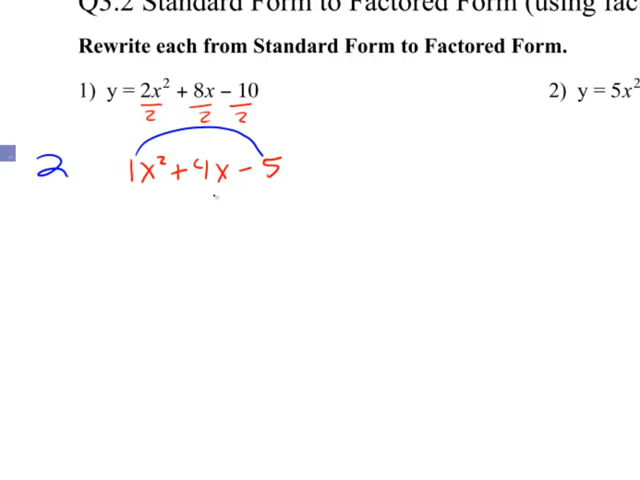 Q3.2 Standard Form to Factored Form (using fac
Rewrite each from Standard Form to Factored Form.
1) y = 2x² + 8x − 10
2) y = 5x²
2 2 2
2 1x² + 4x − 5